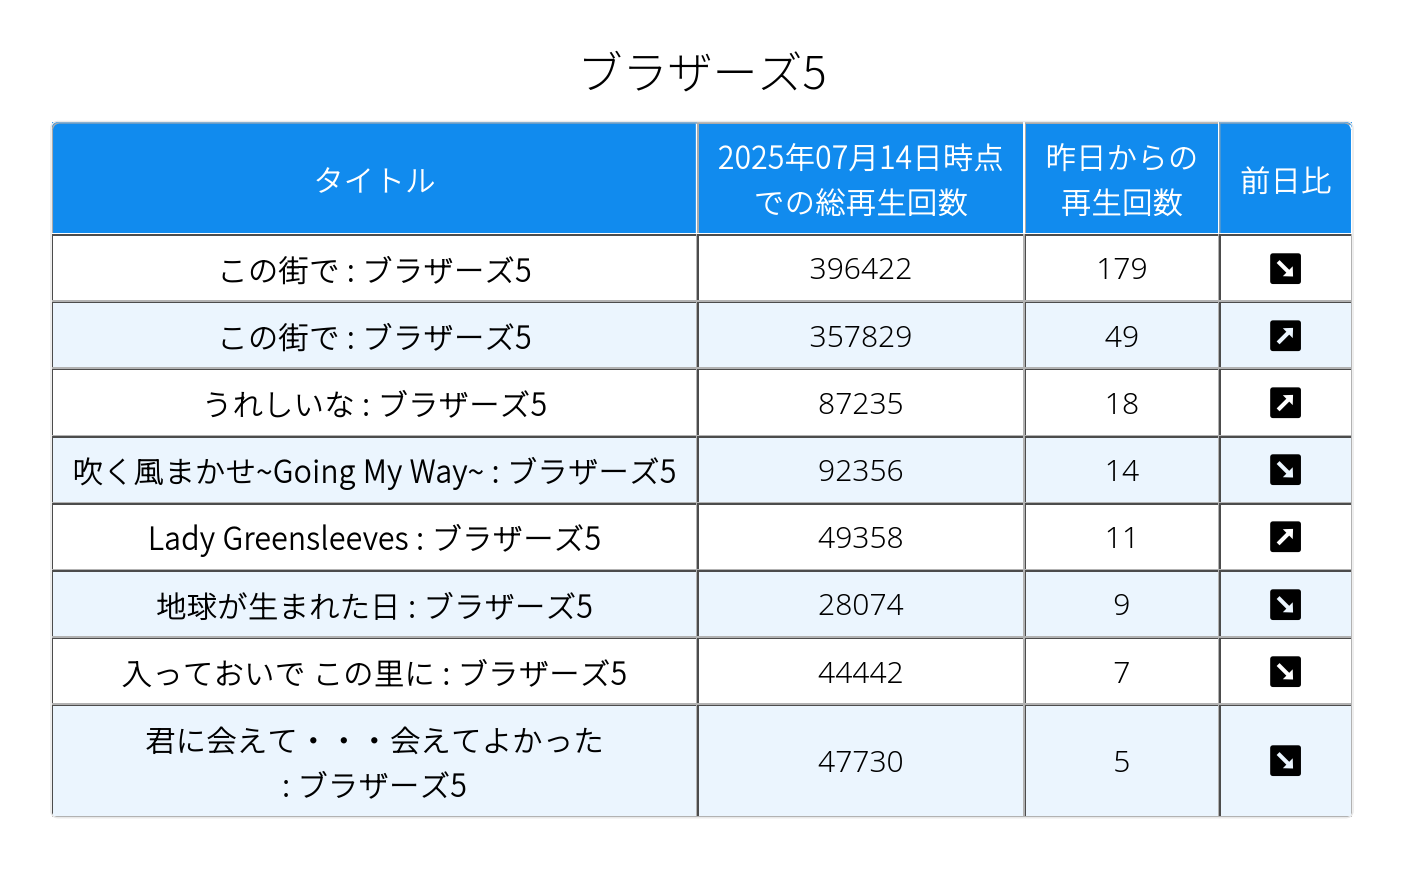 ブラザーズ5
タイトル
2025年07月14日時点
での総再生回数
昨日からの
再生回数
前日比
この街で : ブラザーズ5
396422
179
この街で : ブラザーズ5
357829
49
うれしいな : ブラザーズ5
87235
18
吹く風まかせ~Going My Way~ : ブラザーズ5
92356
14
Lady Greensleeves : ブラザーズ5
49358
11
地球が生まれた日 : ブラザーズ5
28074
9
入っておいで この里に : ブラザーズ5
44442
7
君に会えて・・・会えてよかった
: ブラザーズ5
47730
5